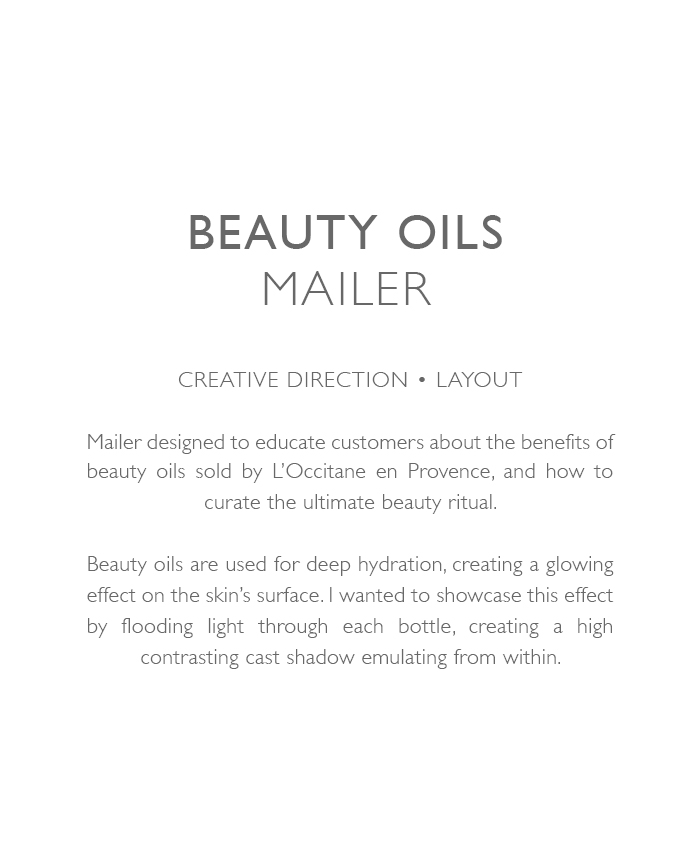 BEAUTY OILS
MAILER
CREATIVE DIRECTION • LAYOUT
Mailer designed to educate customers about the benefits of
beauty oils sold by L’Occitane en Provence, and how to
curate the ultimate beauty ritual.
Beauty oils are used for deep hydration, creating a glowing
effect on the skin’s surface. I wanted to showcase this effect
by flooding light through each bottle, creating a high
contrasting cast shadow emulating from within.